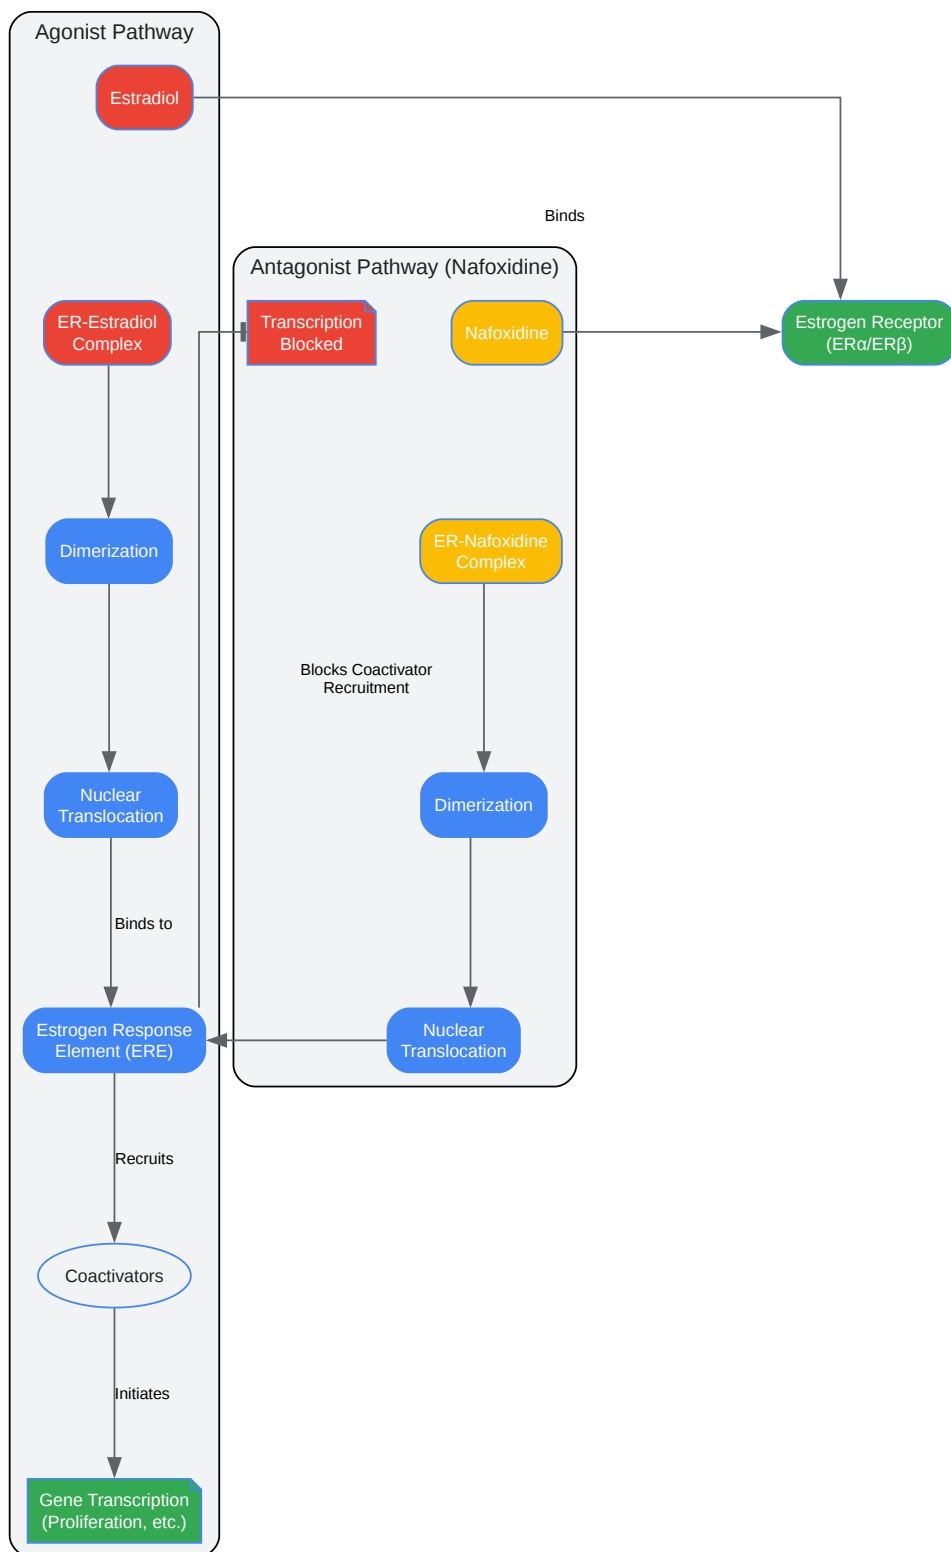 Agonist Pathway
Estradiol
Binds
Antagonist Pathway (Nafoxidine)
ER-Estradiol
Complex
Transcription
Blocked
Nafoxidine
Estrogen Receptor
(ERα/ERβ)
Dimerization
ER-Nafoxidine
Complex
Blocks Coactivator
Recruitment
Nuclear
Translocation
Dimerization
Binds to
Estrogen Response
Element (ERE)
Nuclear
Translocation
Recruits
Coactivators
Initiates
Gene Transcription
(Proliferation, etc.)